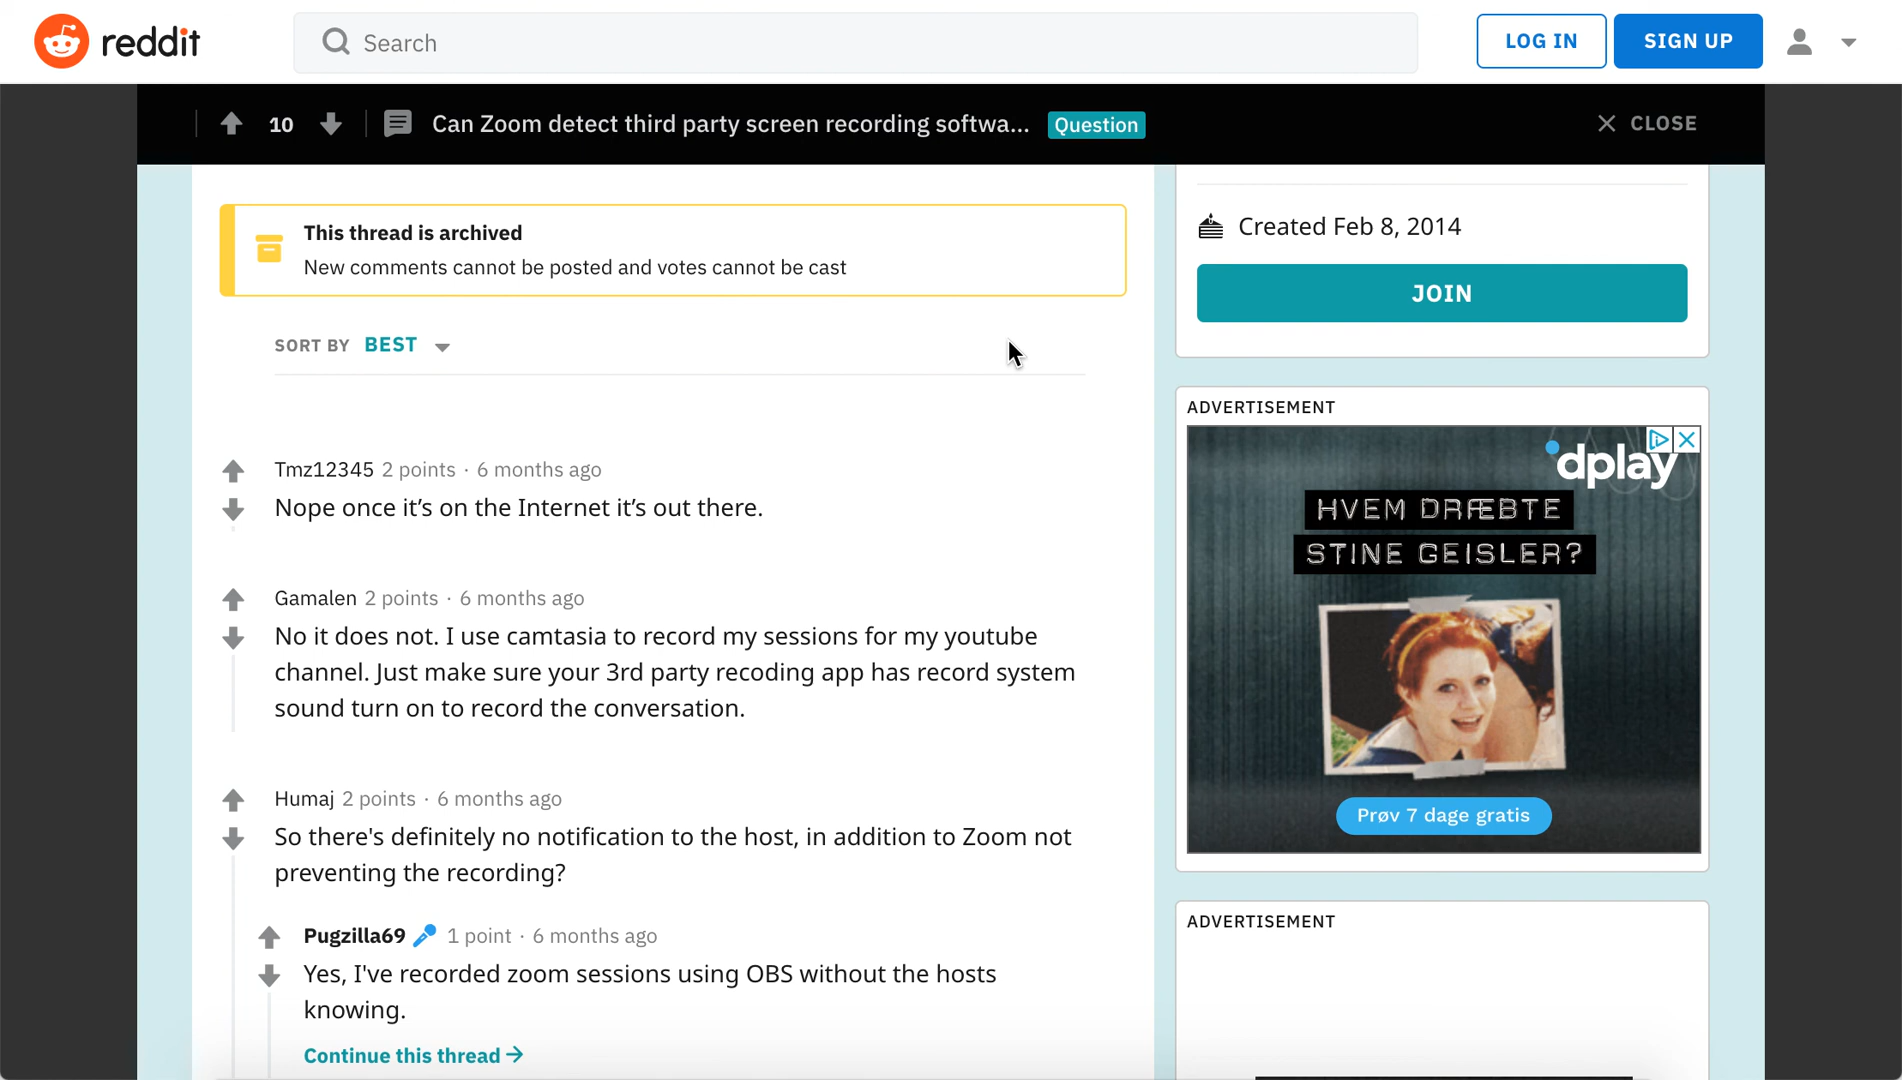 reddit
Search
LOG IN
SIGN UP
10
Can Zoom detect third party screen recording softwa...
Question
CLOSE
This thread is archived
New comments cannot be posted and votes cannot be cast
SORT BY BEST
Tmz12345 2 points · 6 months ago
Nope once it’s on the Internet it’s out there.
Gamalen 2 points · 6 months ago
No it does not. I use camtasia to record my sessions for my youtube
channel. Just make sure your 3rd party recoding app has record system
sound turn on to record the conversation.
Humaj 2 points · 6 months ago
So there's definitely no notification to the host, in addition to Zoom not
preventing the recording?
Pugzilla69 1 point · 6 months ago
Yes, I've recorded zoom sessions using OBS without the hosts
knowing.
Continue this thread
Created Feb 8, 2014
JOIN
ADVERTISEMENT
dplay
HVEM DRÆBTE
STINE GEISLER?
Prøv 7 dage gratis
ADVERTISEMENT